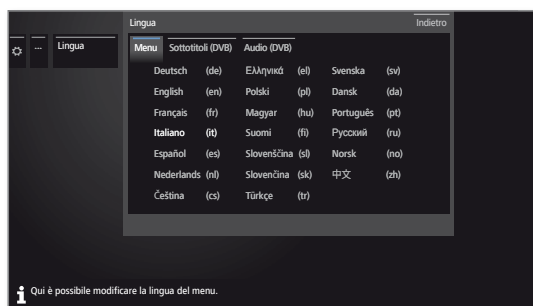 Lingua Indietro
... Lingua
Menu Sottotitoli (DVB) Audio (DVB)
Deutsch (de) Ελληνικά (el) Svenska (sv)
English (en) Polski (pl) Dansk (da)
Français (fr) Magyar (hu) Português (pt)
Italiano (it) Suomi (fi) Русский (ru)
Español (es) Slovenščina (sl) Norsk (no)
Nederlands (nl) Slovenčina (sk) 中文 (zh)
Čeština (cs) Türkçe (tr)
Qui è possibile modificare la lingua del menu.